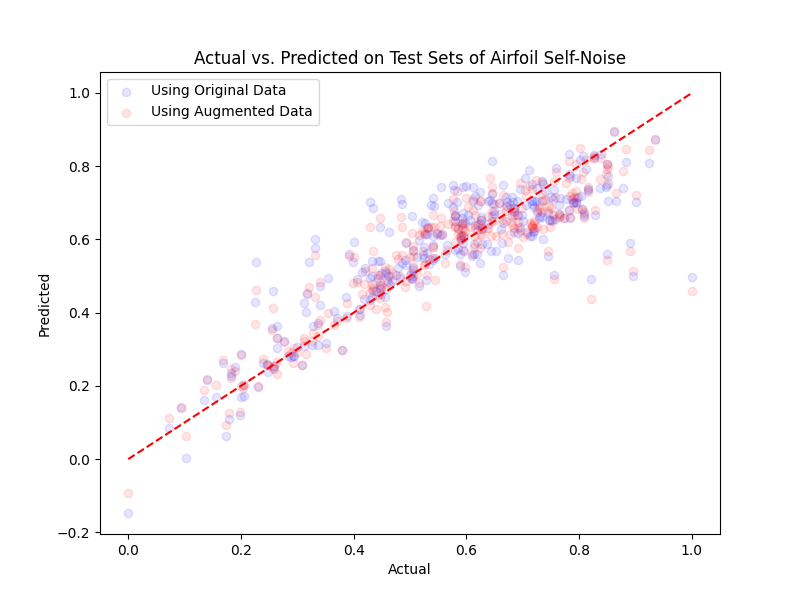 Actual vs. Predicted on Test Sets of Airfoil Self-Noise
Using Original Data
Using Augmented Data
1.0
0.8
0.6
0.4
0.2
0.0
−0.2
Predicted
0.0 0.2 0.4 0.6 0.8 1.0
Actual